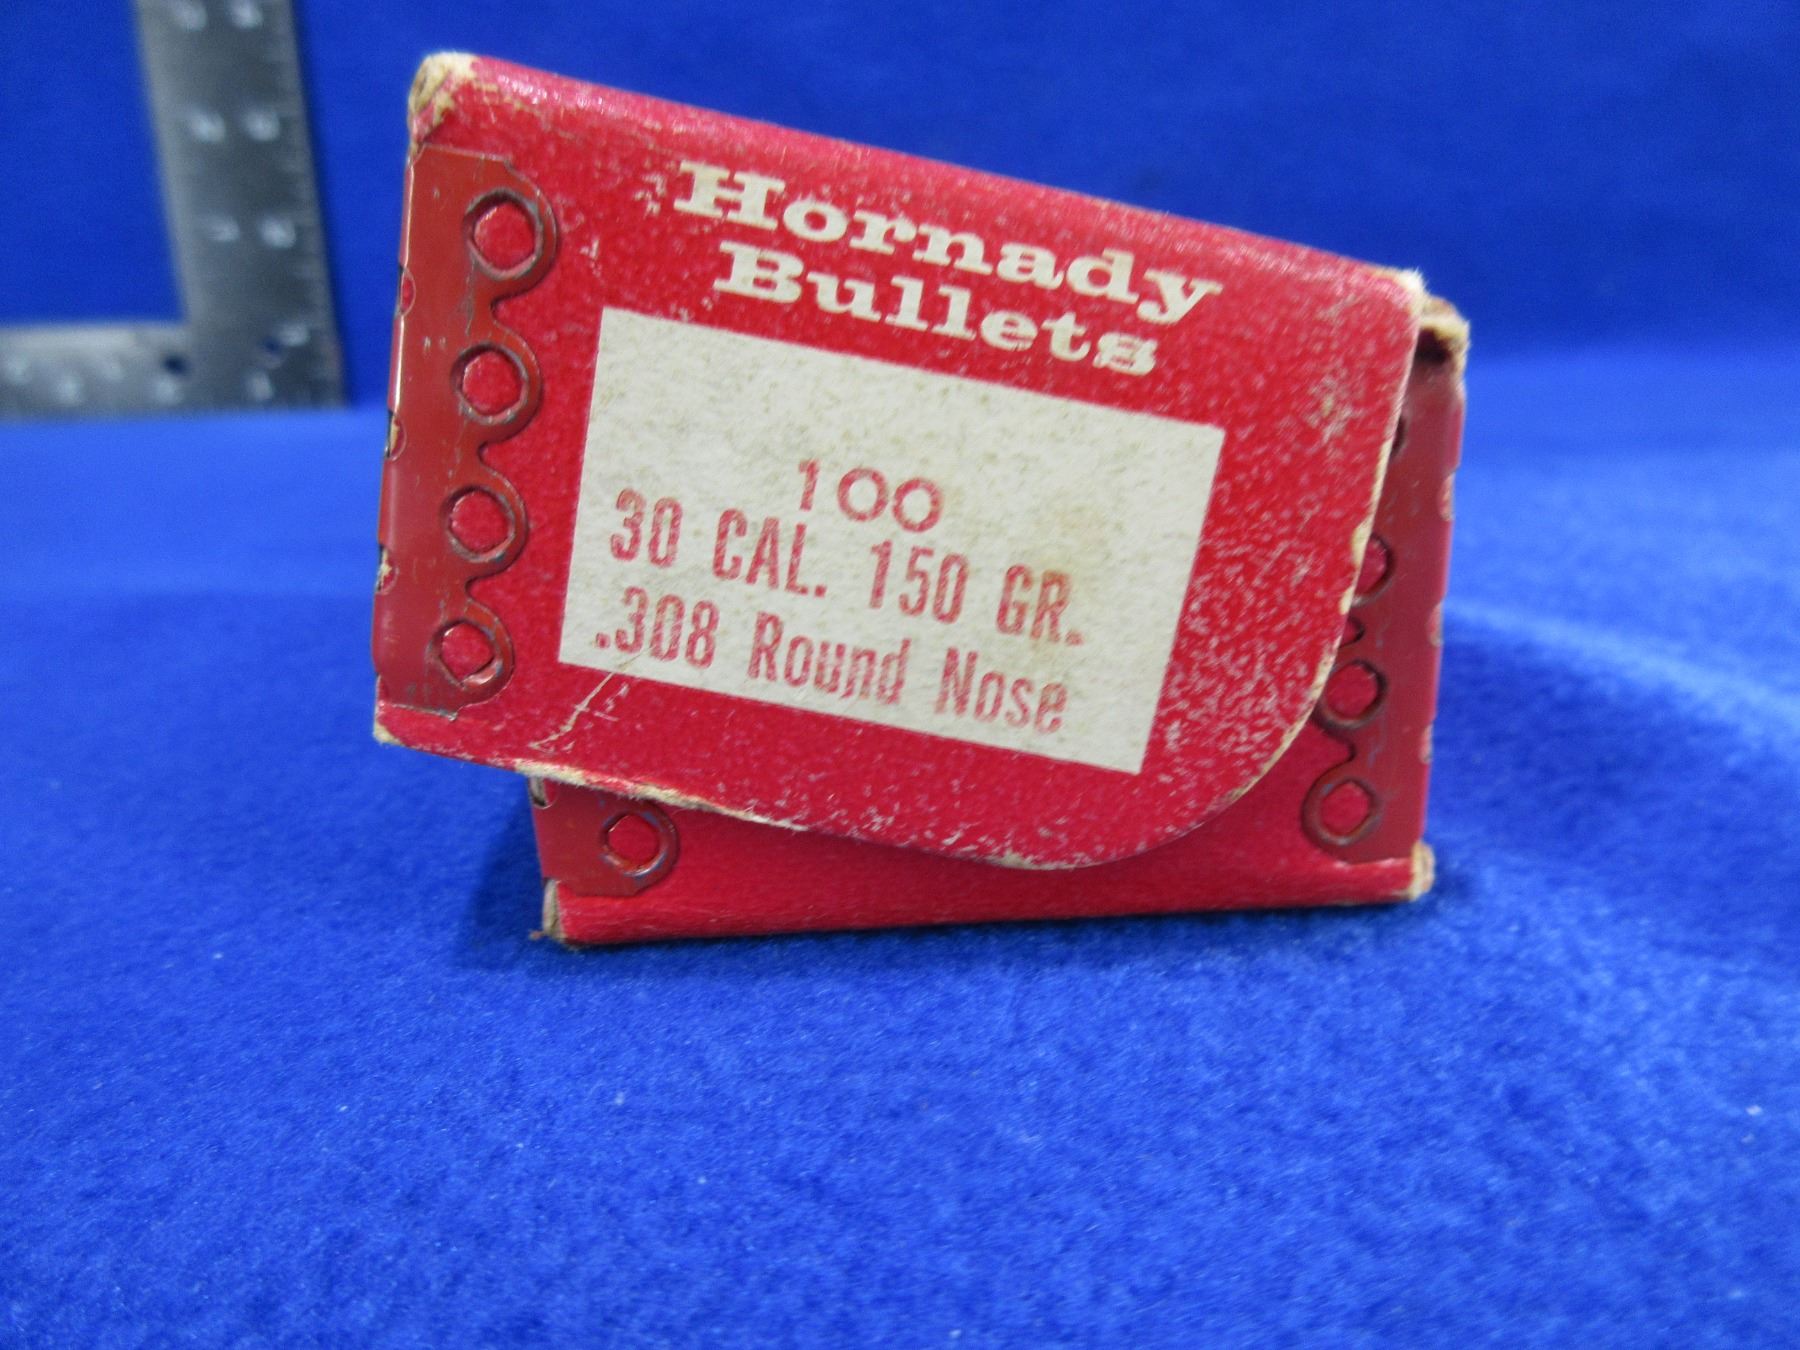 Hornady
Bullets
100
30 CAL. 150 GR.
.308 Round Nose